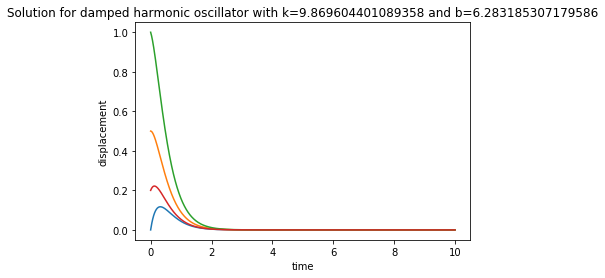 Solution for damped harmonic oscillator with k=9.869604401089358 and b=6.283185307179586
1.0
0.8
0.6
0.4
0.2
0.0
displacement
0 2 4 6 8 10
time